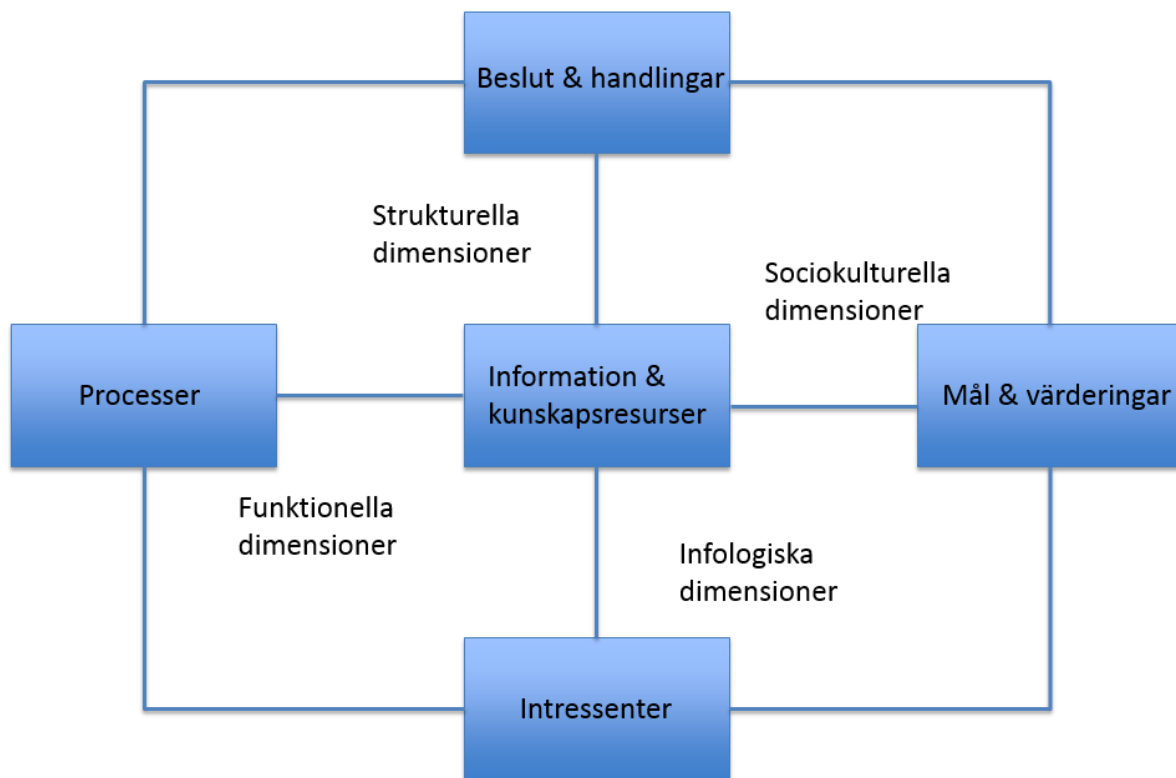 Beslut & handlingar
Strukturella
dimensioner
Sociokulturella
dimensioner
Processer
Information &
kunskapsresurser
Mål & värderingar
Funktionella
dimensioner
Infologiska
dimensioner
Intressenter